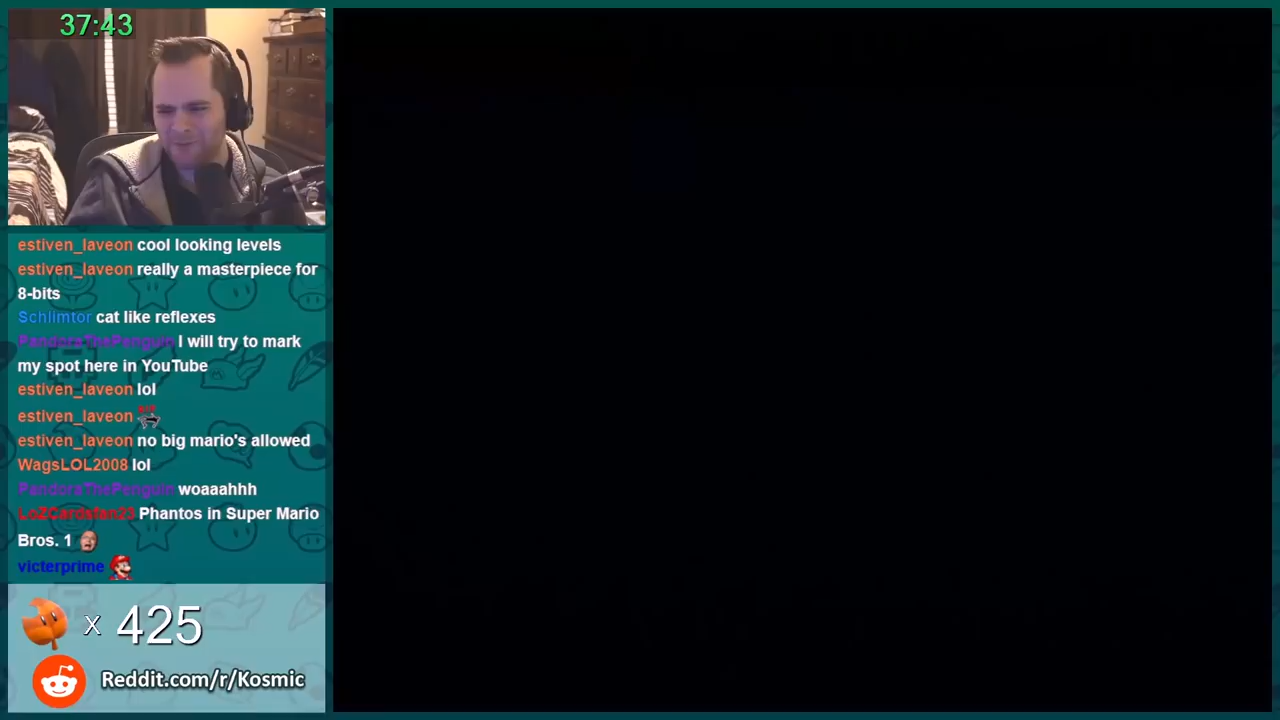 37:43
estiven_laveon cool looking levels
estiven_laveon really a masterpiece for
8-bits
Schlimtor cat like reflexes
PandoraThePenguin I will try to mark
my spot here in YouTube
estiven_laveon lol
estiven_laveon
estiven_laveon no big mario's allowed
WagsLOL2008 lol
PandoraThePenguin woaaahhh
LoZCardsfan23 Phantos in Super Mario
Bros. 1
victerprime
x 425
Reddit.com/r/Kosmic